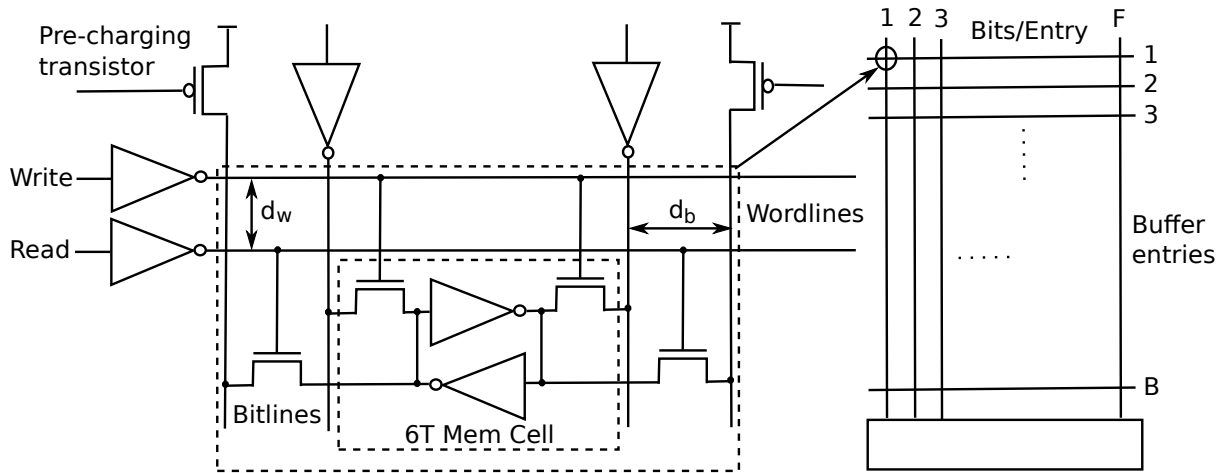 Pre-charging
transistor
Write
Read
d_w
d_b
Wordlines
Bitlines
6T Mem Cell
1 2 3 F
Bits/Entry
1
2
3
Buffer
entries
B